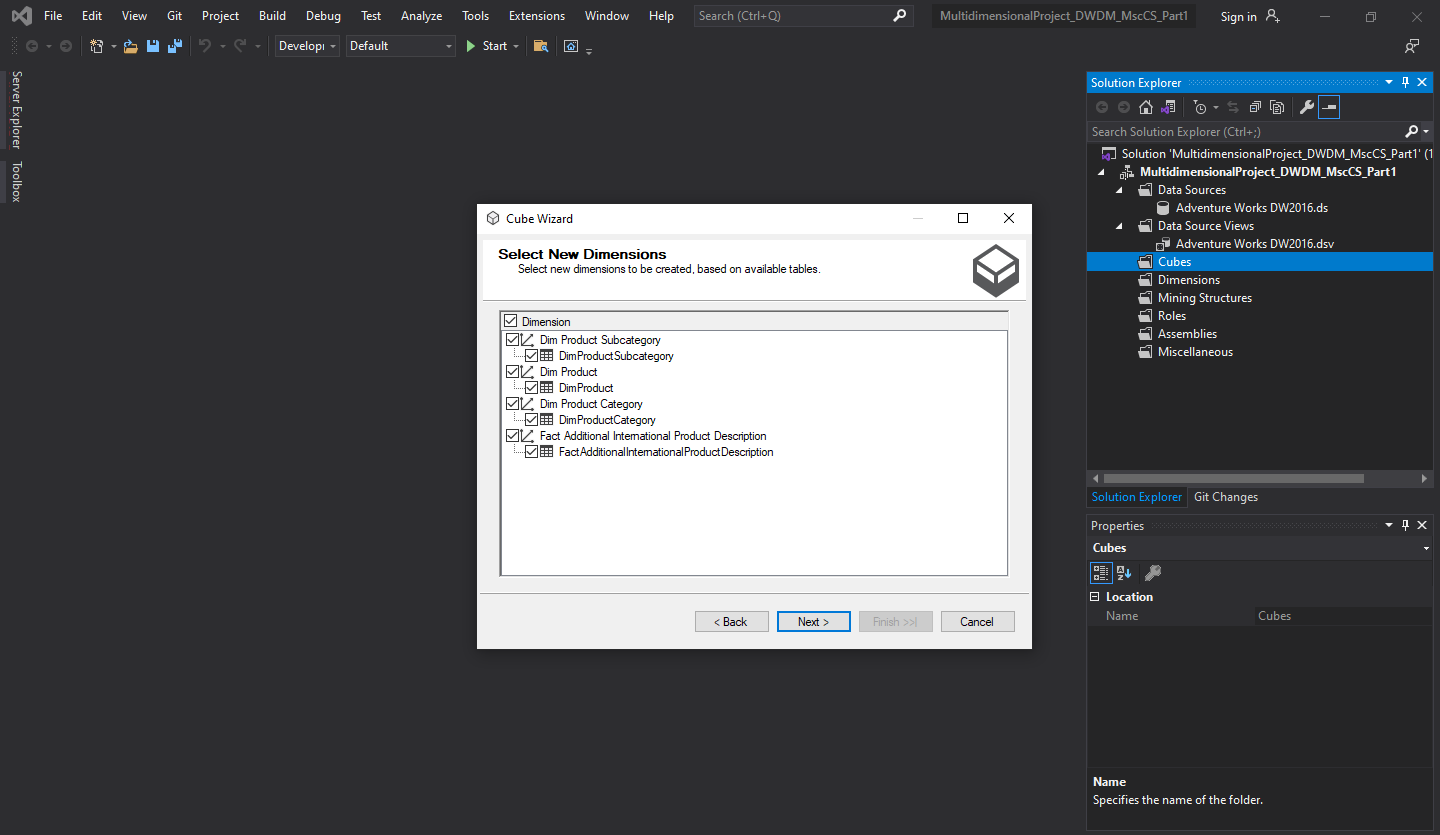 File Edit View Git Project Build Debug Test Analyze Tools Extensions Window Help Search (Ctrl+Q) MultidimensionalProject_DWDM_MscCS_Part1 Sign in
Default Start
Server Explorer
Toolbox
Cube Wizard
Select New Dimensions
Select new dimensions to be created, based on available tables.
Dimension
Dim Product Subcategory
DimProductSubcategory
Dim Product
DimProduct
Dim Product Category
DimProductCategory
Fact Additional International Product Description
FactAdditionalInternationalProductDescription
< Back Next > Finish >>| Cancel
Solution Explorer
Search Solution Explorer (Ctrl+;)
Solution 'MultidimensionalProject_DWDM_MscCS_Part1' (1
MultidimensionalProject_DWDM_MscCS_Part1
Data Sources
Adventure Works DW2016.ds
Data Source Views
Adventure Works DW2016.dsv
Cubes
Dimensions
Mining Structures
Roles
Assemblies
Miscellaneous
Solution Explorer Git Changes
Properties
Cubes
Location
Name Cubes
Name
Specifies the name of the folder.